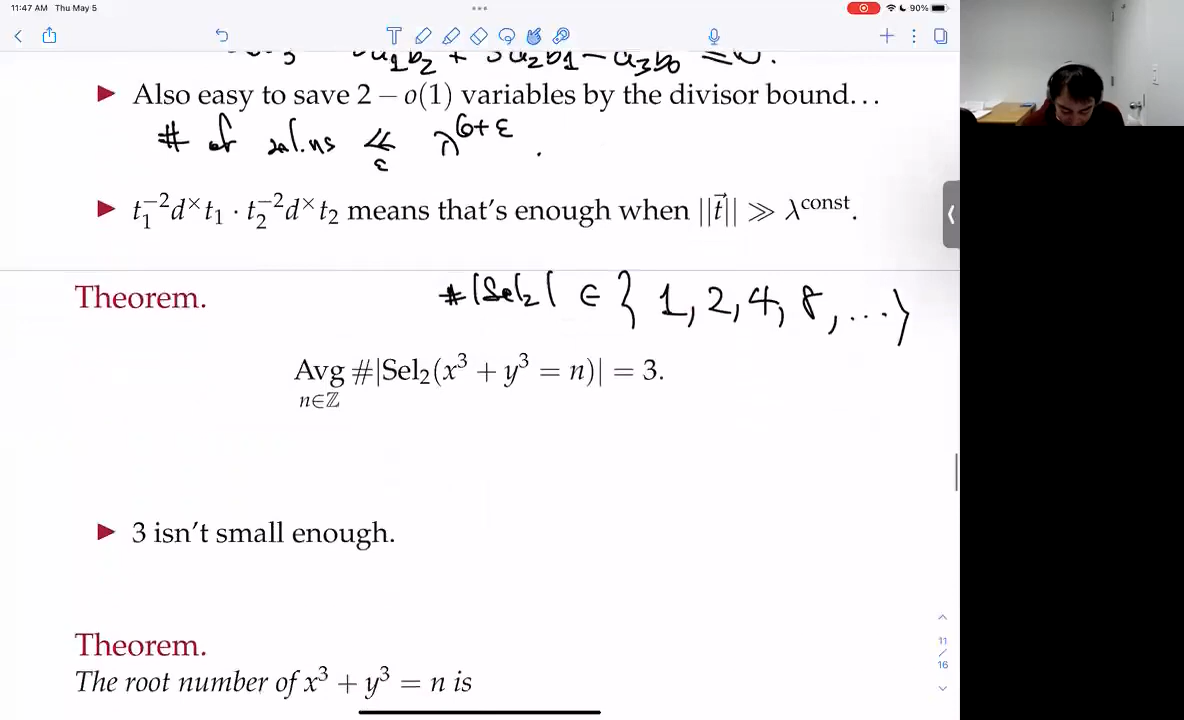 11:47 AM Thu May 5
90%
▶ Also easy to save 2 − o(1) variables by the divisor bound…
# of sol.ns ≪_ε λ^{6+ε}.
▶ t_1^{−2}d^×t_1 · t_2^{−2}d^×t_2 means that's enough when ||t⃗|| ≫ λ^{const}.
Theorem.
#|Sel_2| ∈ {1, 2, 4, 8, ...}
Avg #|Sel_2(x^3 + y^3 = n)| = 3.
n∈ℤ
▶ 3 isn't small enough.
11
/
16
Theorem.
The root number of x^3 + y^3 = n is